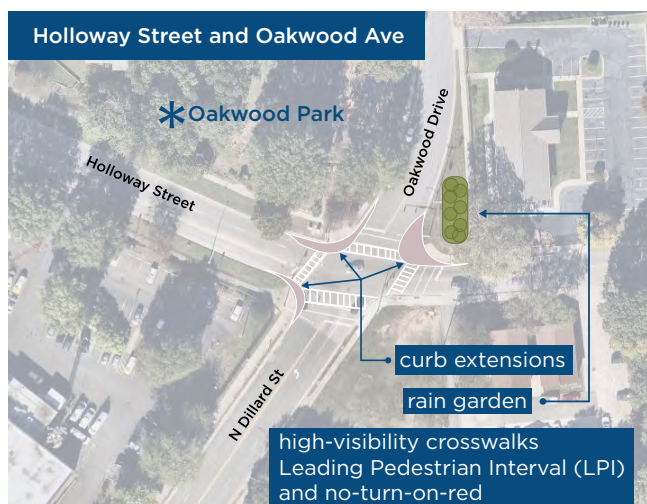 Holloway Street and Oakwood Ave
Oakwood Park
Oakwood Drive
Holloway Street
curb extensions
rain garden
N Dillard St
high-visibility crosswalks
Leading Pedestrian Interval (LPI)
and no-turn-on-red